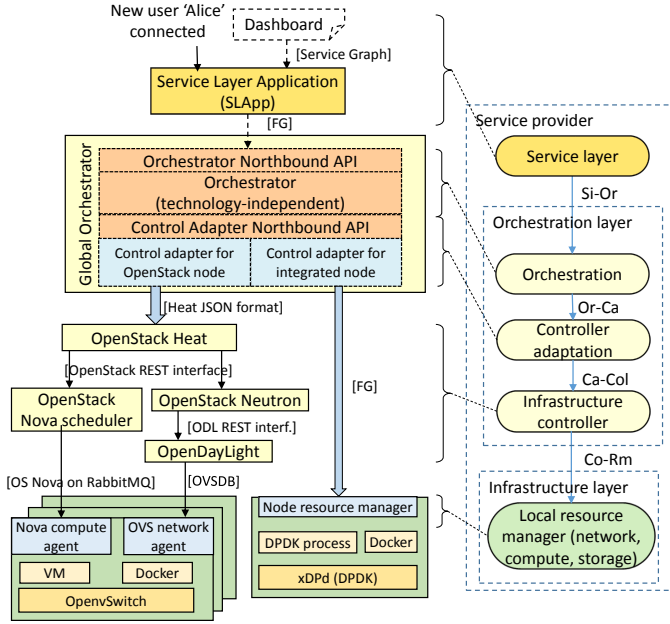 New user 'Alice'
connected
Dashboard
[Service Graph]
Service Layer Application
(SLApp)
[FG]
Global Orchestrator
Orchestrator Northbound API
Orchestrator
(technology-independent)
Control Adapter Northbound API
Control adapter for
OpenStack node
Control adapter for
integrated node
[Heat JSON format]
OpenStack Heat
[OpenStack REST interface]
OpenStack
Nova scheduler
OpenStack Neutron
[ODL REST interf.]
OpenDayLight
[FG]
[OS Nova on RabbitMQ]
[OVSDB]
Nova compute
agent
OVS network
agent
VM
Docker
OpenvSwitch
Node resource manager
DPDK process
Docker
xDPd (DPDK)
Service provider
Service layer
Si-Or
Orchestration layer
Orchestration
Or-Ca
Controller
adaptation
Ca-Col
Infrastructure
controller
Co-Rm
Infrastructure layer
Local resource
manager (network,
compute, storage)